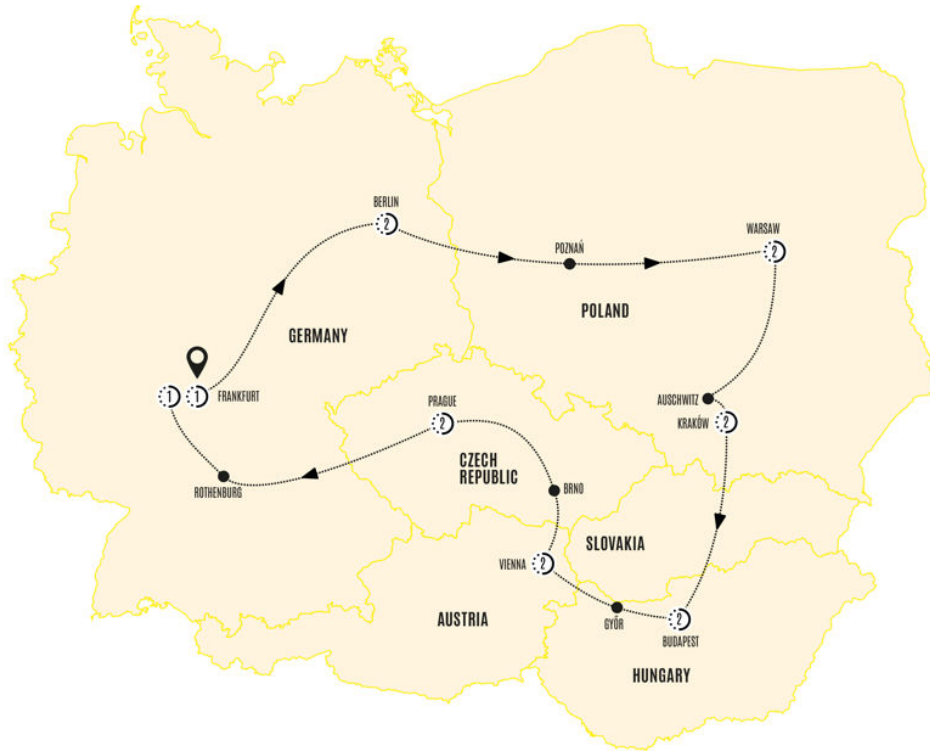 BERLIN
2
POZNAŃ
WARSAW
2
POLAND
GERMANY
1
1
FRANKFURT
AUSCHWITZ
KRAKÓW
2
PRAGUE
2
CZECH
REPUBLIC
ROTHENBURG
BRNO
SLOVAKIA
VIENNA
2
AUSTRIA
GYŐR
2
BUDAPEST
HUNGARY